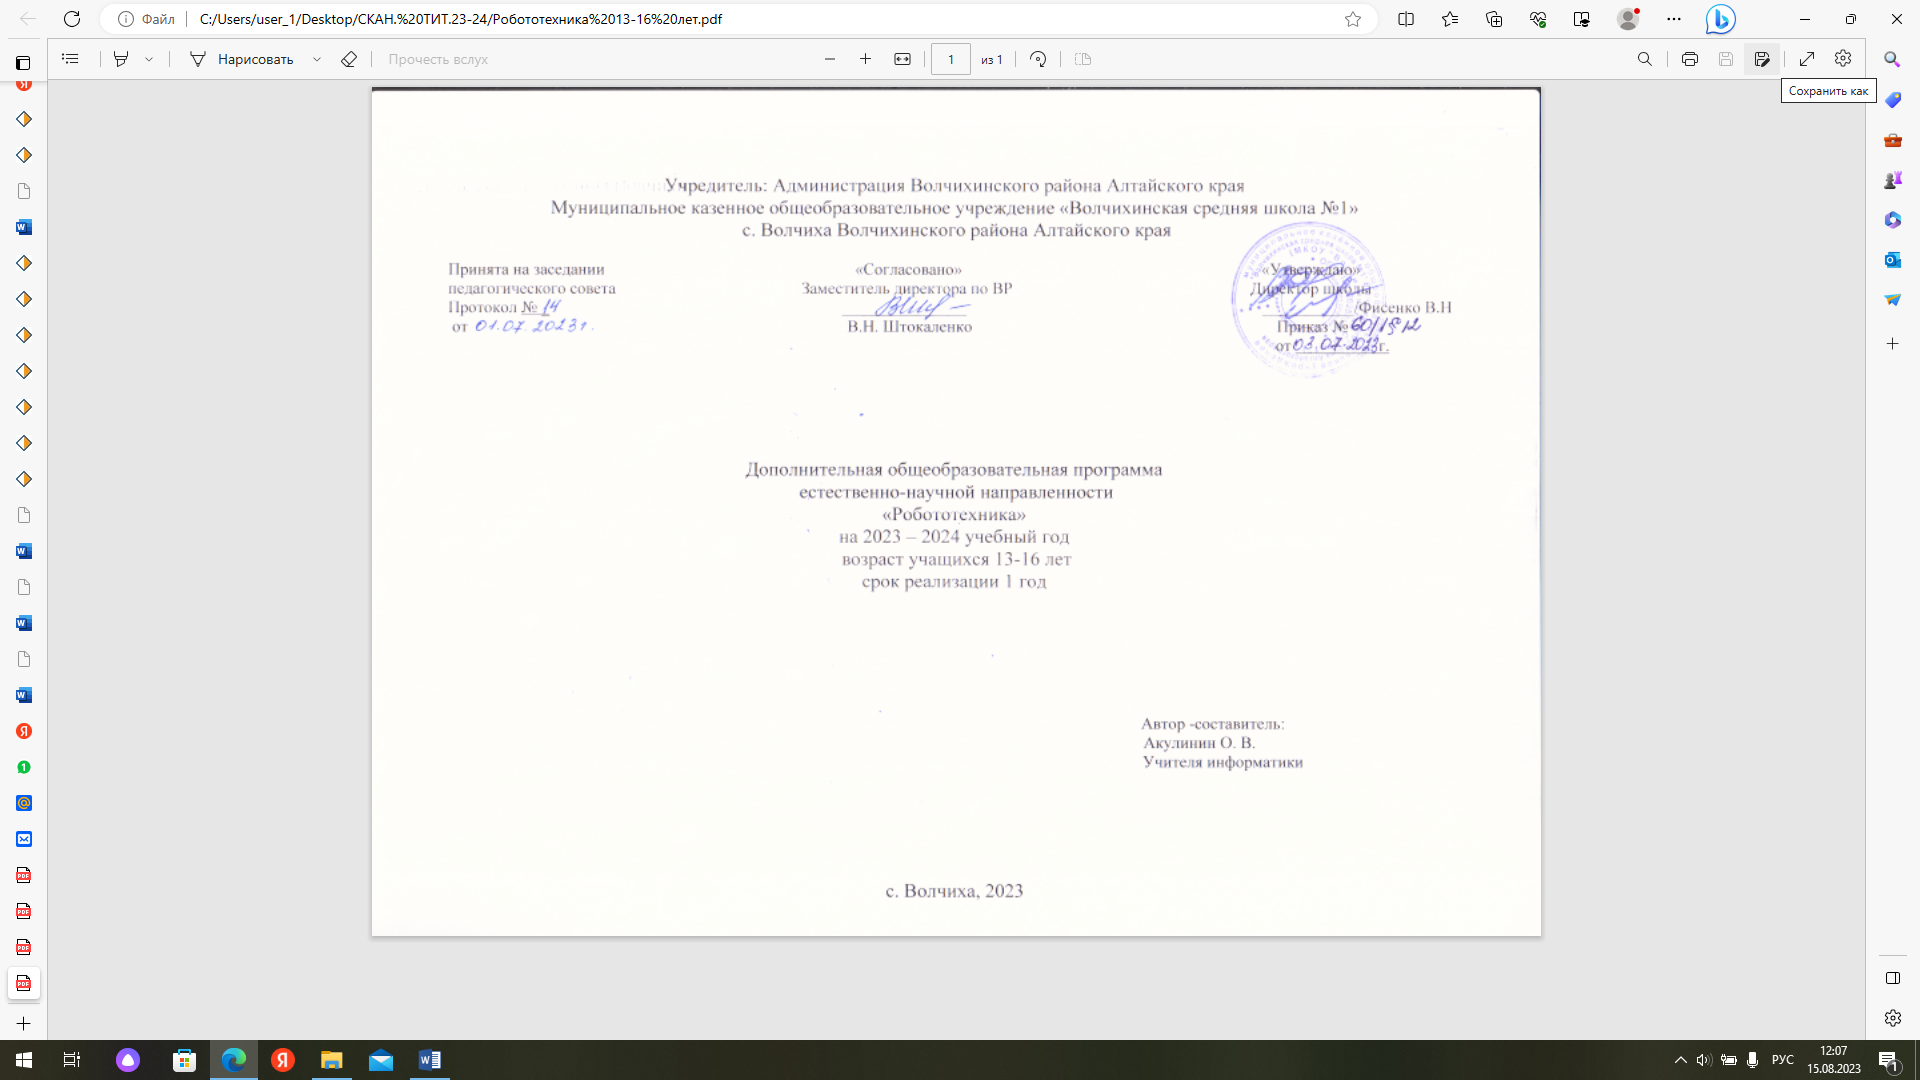 Файл
C:/Users/user_1/Desktop/СКАН.%20ТИТ.23-24/Робототехника%2013-16%20лет.pdf
Нарисовать
Прочесть вслух
1
из 1
Сохранить как
Учредитель: Администрация Волчихинского района Алтайского края
Муниципальное казенное общеобразовательное учреждение «Волчихинская средняя школа №1»
с. Волчиха Волчихинского района Алтайского края
Принята на заседании
педагогического совета
Протокол № 14
от 01.07.2023г.
«Согласовано»
Заместитель директора по ВР
В.Н. Штокаленко
«Утверждаю»
Директор школы
/Фисенко В.Н
Приказ №60/1§12
от 03.07.2023г.
Дополнительная общеобразовательная программа
естественно-научной направленности
«Робототехника»
на 2023 – 2024 учебный год
возраст учащихся 13-16 лет
срок реализации 1 год
Автор -составитель:
Акулинин О. В.
Учителя информатики
с. Волчиха, 2023
РУС
12:07
15.08.2023
1